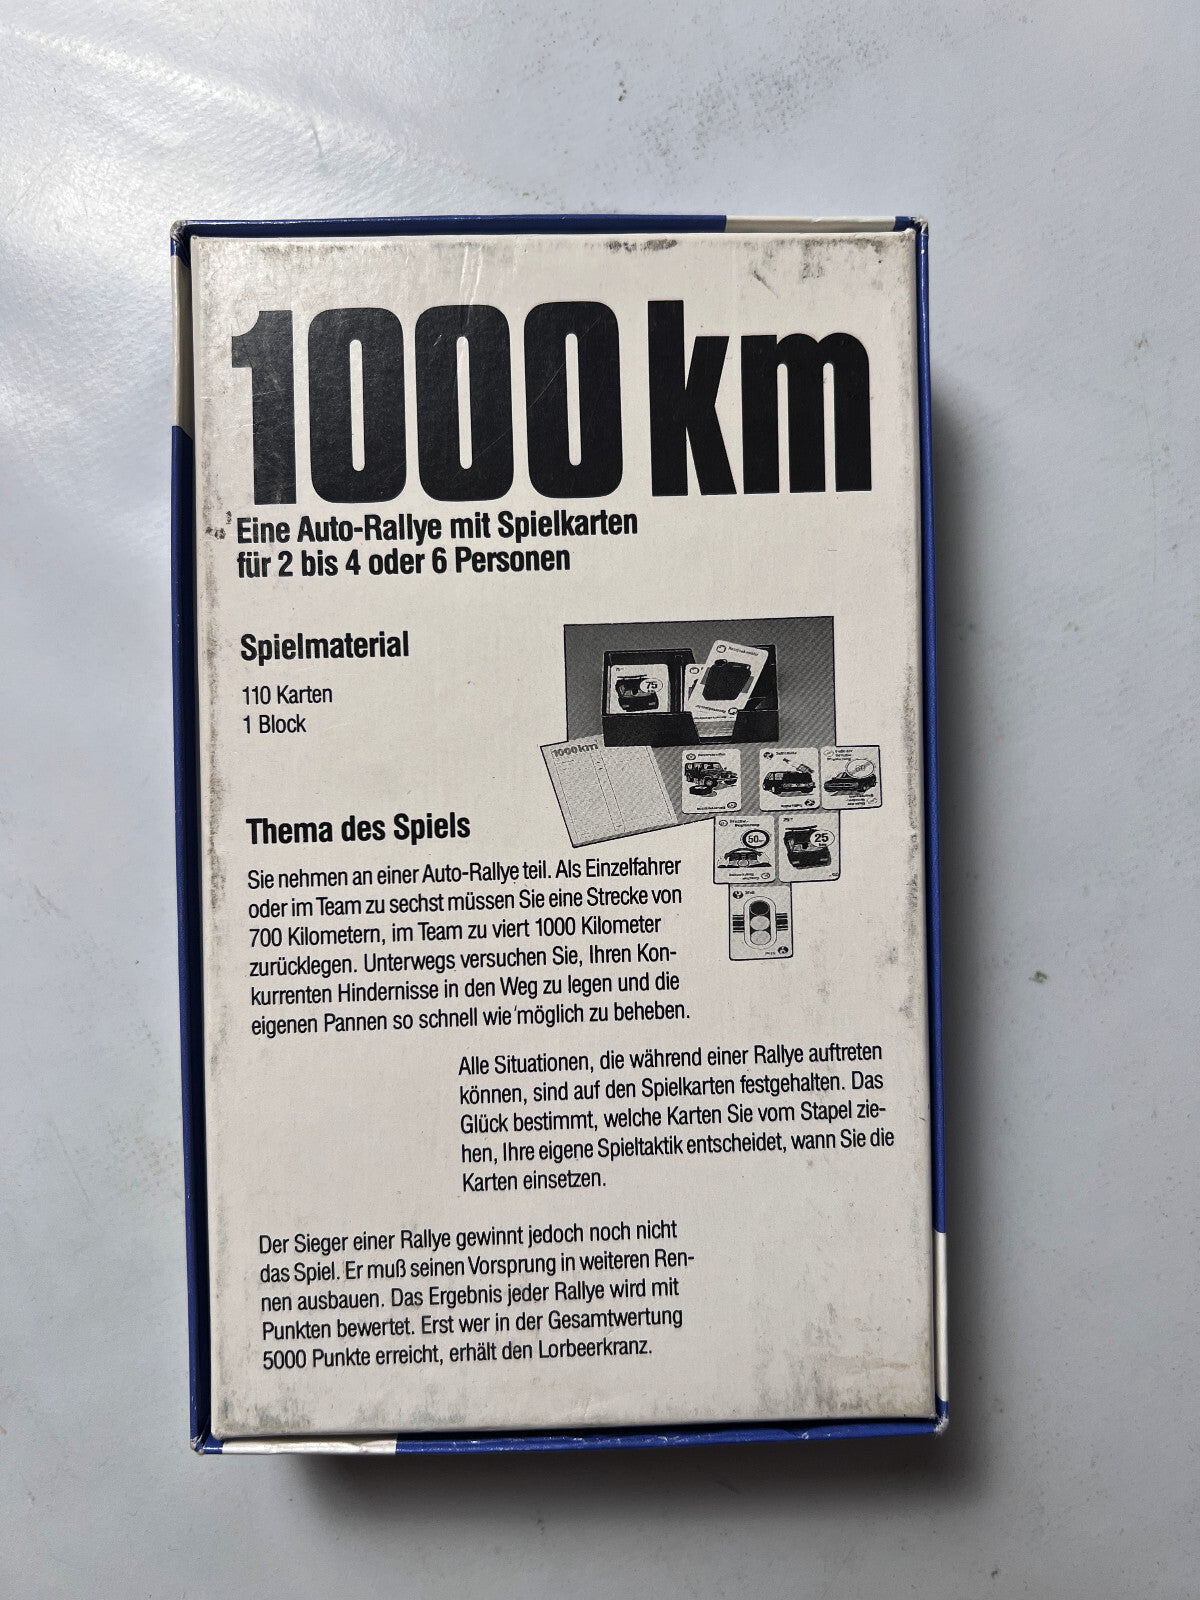 1000 km
Eine Auto-Rallye mit Spielkarten
für 2 bis 4 oder 6 Personen
Spielmaterial
110 Karten
1 Block
75
1000 km
50
25
Thema des Spiels
Sie nehmen an einer Auto-Rallye teil. Als Einzelfahrer
oder im Team zu sechst müssen Sie eine Strecke von
700 Kilometern, im Team zu viert 1000 Kilometer
zurücklegen. Unterwegs versuchen Sie, Ihren Kon-
kurrenten Hindernisse in den Weg zu legen und die
eigenen Pannen so schnell wie möglich zu beheben.
Alle Situationen, die während einer Rallye auftreten
können, sind auf den Spielkarten festgehalten. Das
Glück bestimmt, welche Karten Sie vom Stapel zie-
hen, Ihre eigene Spieltaktik entscheidet, wann Sie die
Karten einsetzen.
Der Sieger einer Rallye gewinnt jedoch noch nicht
das Spiel. Er muß seinen Vorsprung in weiteren Ren-
nen ausbauen. Das Ergebnis jeder Rallye wird mit
Punkten bewertet. Erst wer in der Gesamtwertung
5000 Punkte erreicht, erhält den Lorbeerkranz.